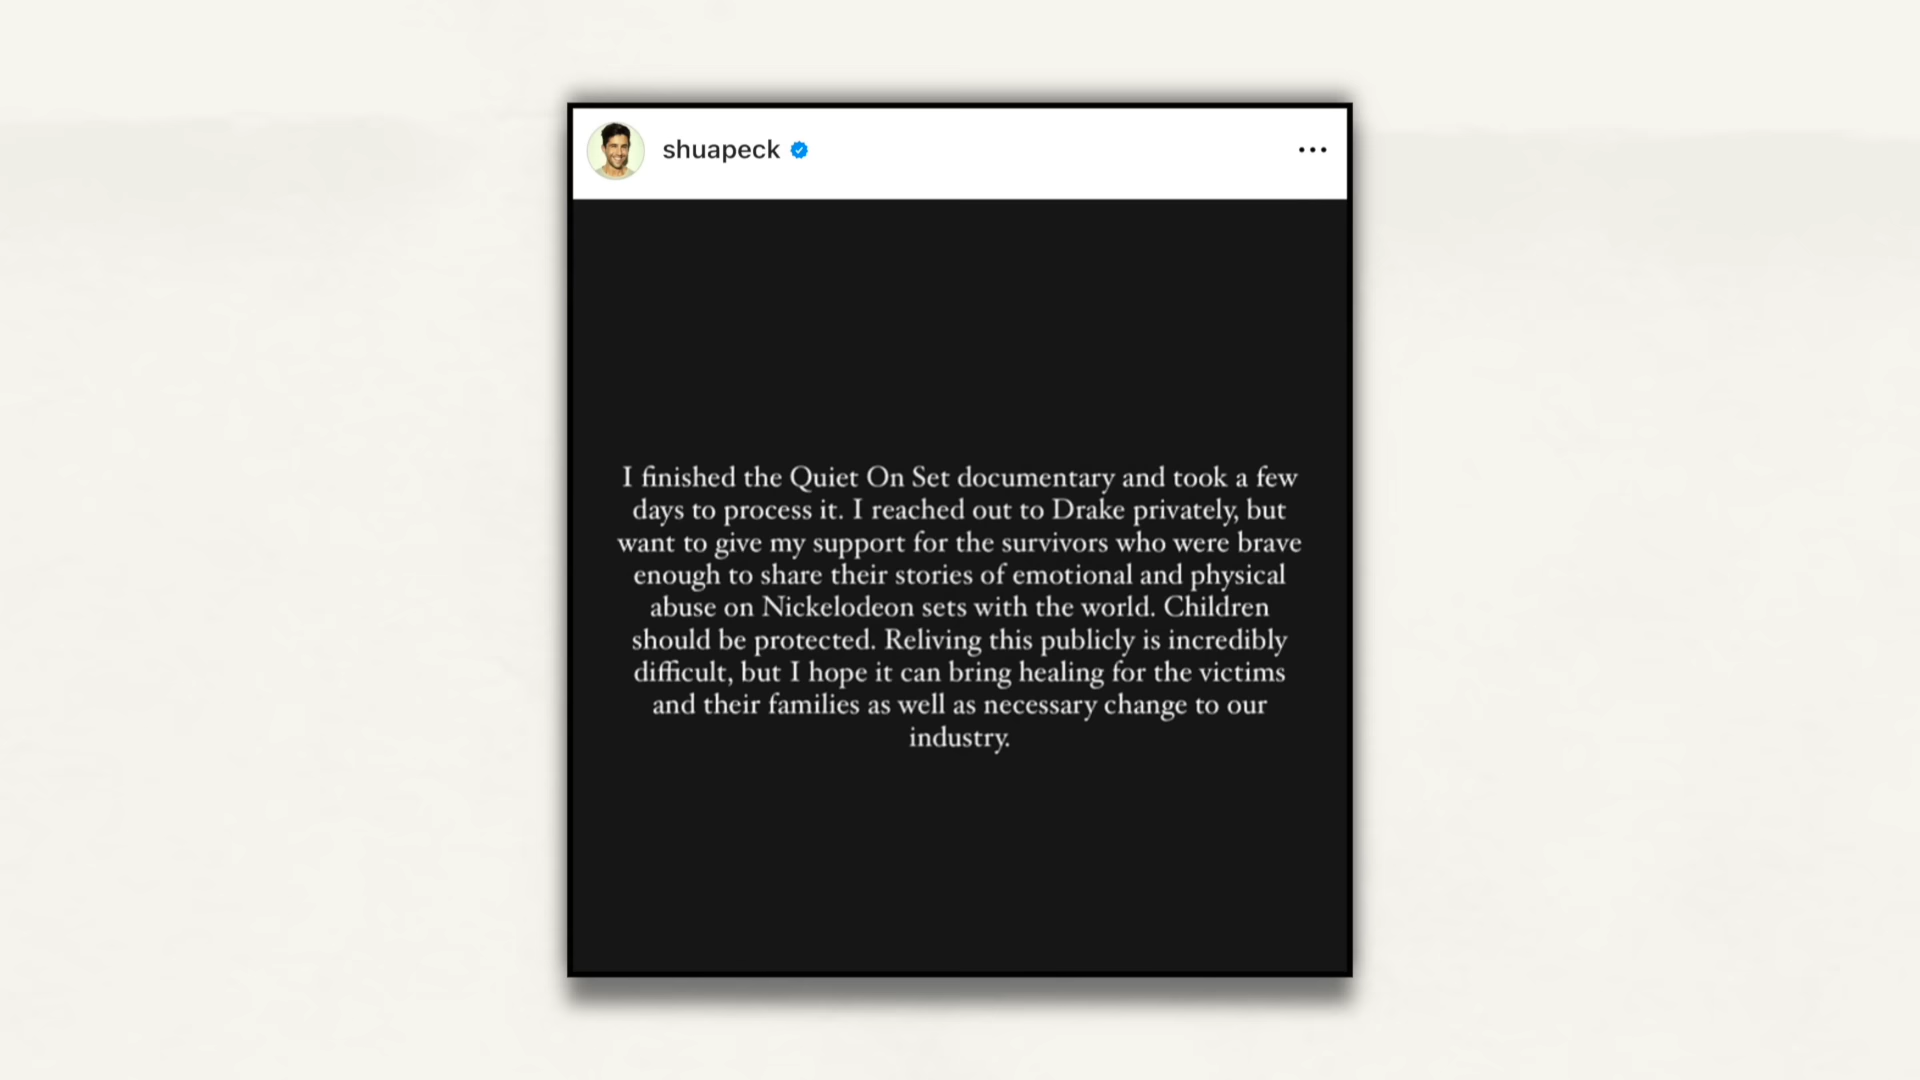 shuapeck
I finished the Quiet On Set documentary and took a few
days to process it. I reached out to Drake privately, but
want to give my support for the survivors who were brave
enough to share their stories of emotional and physical
abuse on Nickelodeon sets with the world. Children
should be protected. Reliving this publicly is incredibly
difficult, but I hope it can bring healing for the victims
and their families as well as necessary change to our
industry.